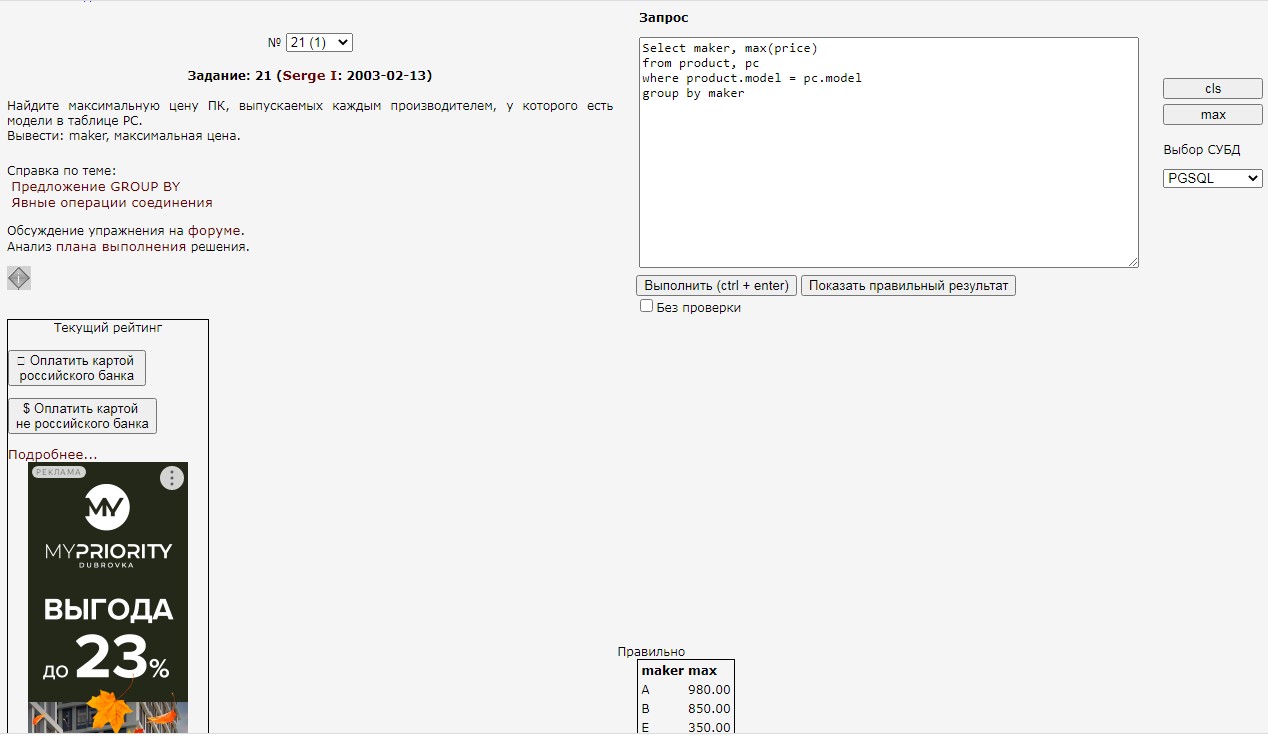 № 21 (1)
Задание: 21 (Serge I: 2003-02-13)
Найдите максимальную цену ПК, выпускаемых каждым производителем, у которого есть
модели в таблице PC.
Вывести: maker, максимальная цена.
Справка по теме:
Предложение GROUP BY
Явные операции соединения
Обсуждение упражнения на форуме.
Анализ плана выполнения решения.
Текущий рейтинг
Оплатить картой
российского банка
$ Оплатить картой
не российского банка
Подробнее...
РЕКЛАМА
MY
MYPRIORITY
DUBROVKA
ВЫГОДА
ДО 23%
Запрос
Select maker, max(price)
from product, pc
where product.model = pc.model
group by maker
cls
max
Выбор СУБД
PGSQL
Выполнить (ctrl + enter) Показать правильный результат
Без проверки
Правильно
maker max
A 980.00
B 850.00
E 350.00